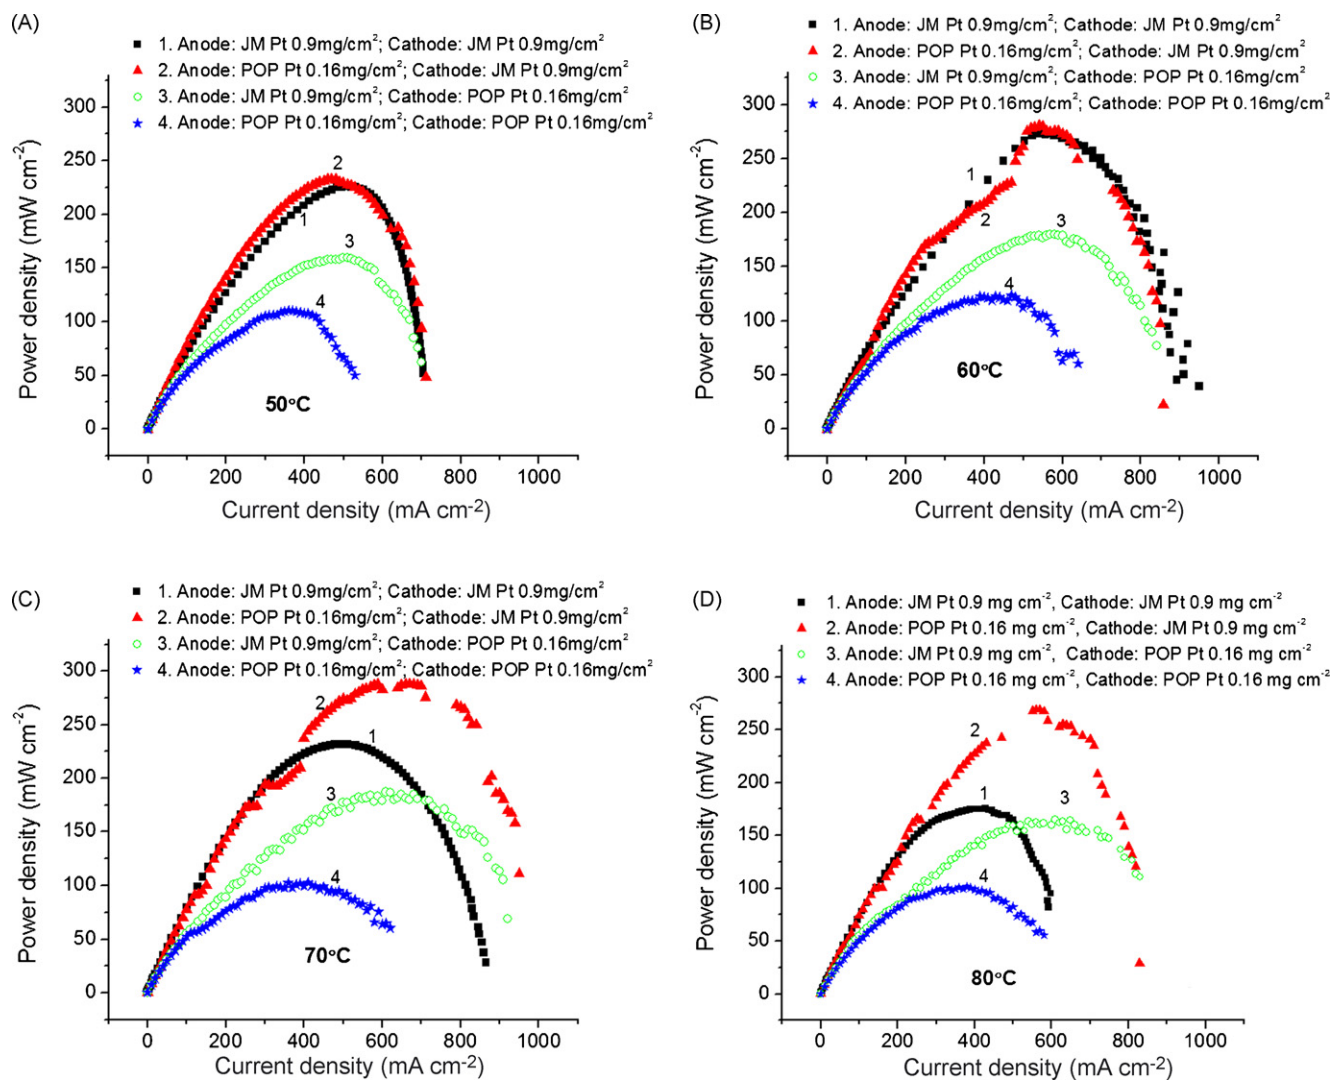 (A)
1. Anode: JM Pt 0.9mg/cm²; Cathode: JM Pt 0.9mg/cm²
2. Anode: POP Pt 0.16mg/cm²; Cathode: JM Pt 0.9mg/cm²
3. Anode: JM Pt 0.9mg/cm²; Cathode: POP Pt 0.16mg/cm²
4. Anode: POP Pt 0.16mg/cm²; Cathode: POP Pt 0.16mg/cm²
Power density (mW cm⁻²)
300
250
200
150
100
50
0
2
1
3
4
50°C
0 200 400 600 800 1000
Current density (mA cm⁻²)
(B)
1. Anode: JM Pt 0.9mg/cm²; Cathode: JM Pt 0.9mg/cm²
2. Anode: POP Pt 0.16mg/cm²; Cathode: JM Pt 0.9mg/cm²
3. Anode: JM Pt 0.9mg/cm²; Cathode: POP Pt 0.16mg/cm²
4. Anode: POP Pt 0.16mg/cm²; Cathode: POP Pt 0.16mg/cm²
Power density (mW cm⁻²)
300
250
200
150
100
50
0
1
2
3
4
60°C
0 200 400 600 800 1000
Current density (mA cm⁻²)
(C)
1. Anode: JM Pt 0.9mg/cm²; Cathode: JM Pt 0.9mg/cm²
2. Anode: POP Pt 0.16mg/cm²; Cathode: JM Pt 0.9mg/cm²
3. Anode: JM Pt 0.9mg/cm²; Cathode: POP Pt 0.16mg/cm²
4. Anode: POP Pt 0.16mg/cm²; Cathode: POP Pt 0.16mg/cm²
Power density (mW cm⁻²)
300
250
200
150
100
50
0
2
1
3
4
70°C
0 200 400 600 800 1000
Current density (mA cm⁻²)
(D)
1. Anode: JM Pt 0.9 mg cm⁻², Cathode: JM Pt 0.9 mg cm⁻²
2. Anode: POP Pt 0.16 mg cm⁻², Cathode: JM Pt 0.9 mg cm⁻²
3. Anode: JM Pt 0.9 mg cm⁻², Cathode: POP Pt 0.16 mg cm⁻²
4. Anode: POP Pt 0.16 mg cm⁻², Cathode: POP Pt 0.16 mg cm⁻²
Power density (mW cm⁻²)
300
250
200
150
100
50
0
2
1
3
4
80°C
0 200 400 600 800 1000
Current density (mA cm⁻²)